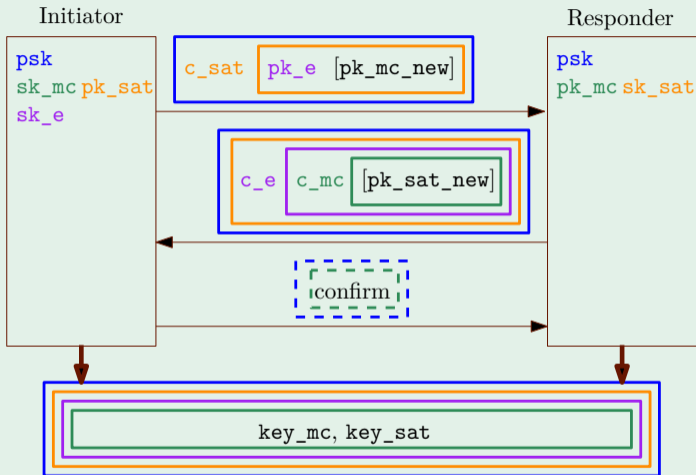 Initiator
Responder
psk
sk_mc pk_sat
sk_e
c_sat pk_e [pk_mc_new]
psk
pk_mc sk_sat
c_e c_mc [pk_sat_new]
confirm
key_mc, key_sat